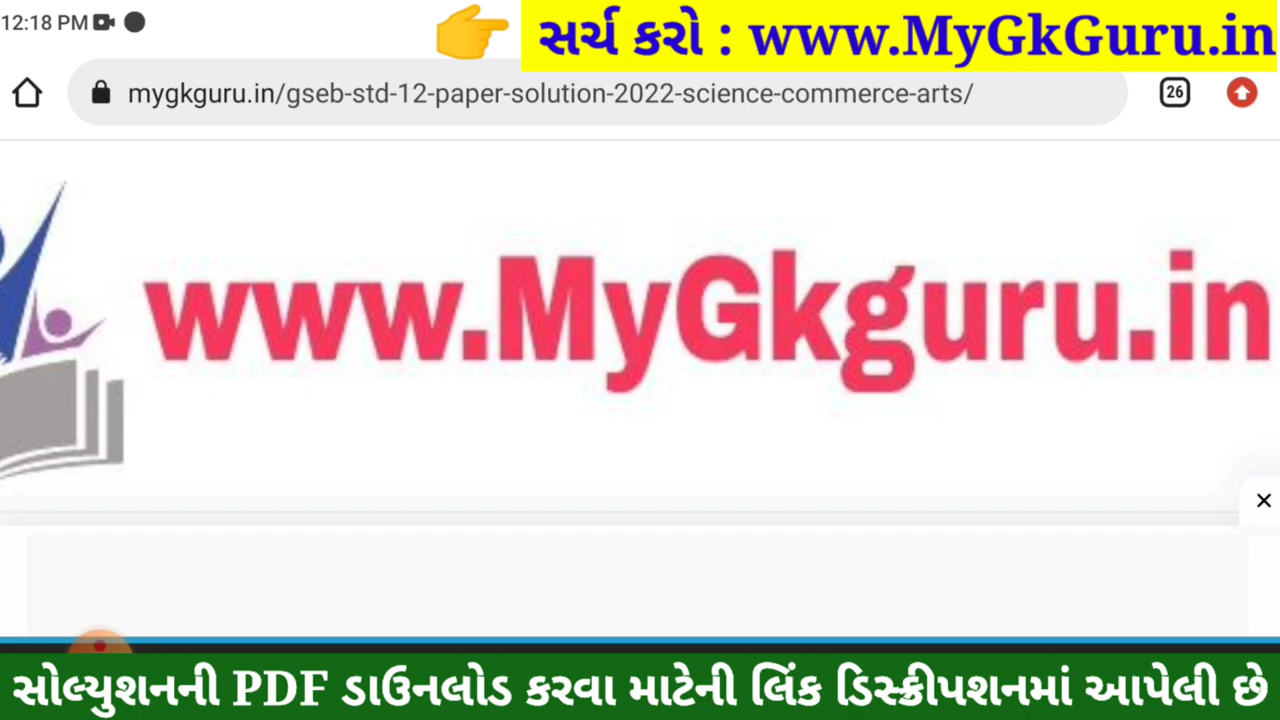 12:18 PM
સર્ચ કરો : www.MyGkGuru.in
mygkguru.in/gseb-std-12-paper-solution-2022-science-commerce-arts/
26
www.MyGkguru.in
સોલ્યુશનની PDF ડાઉનલોડ કરવા માટેની લિંક ડિસ્ક્રીપશનમાં આપેલી છે